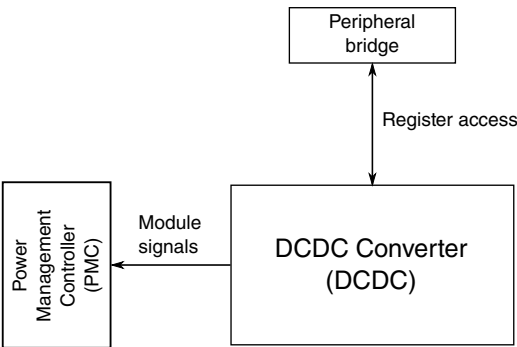 Peripheral
bridge
Register access
Power
Management
Controller
(PMC)
Module
signals
DCDC Converter
(DCDC)